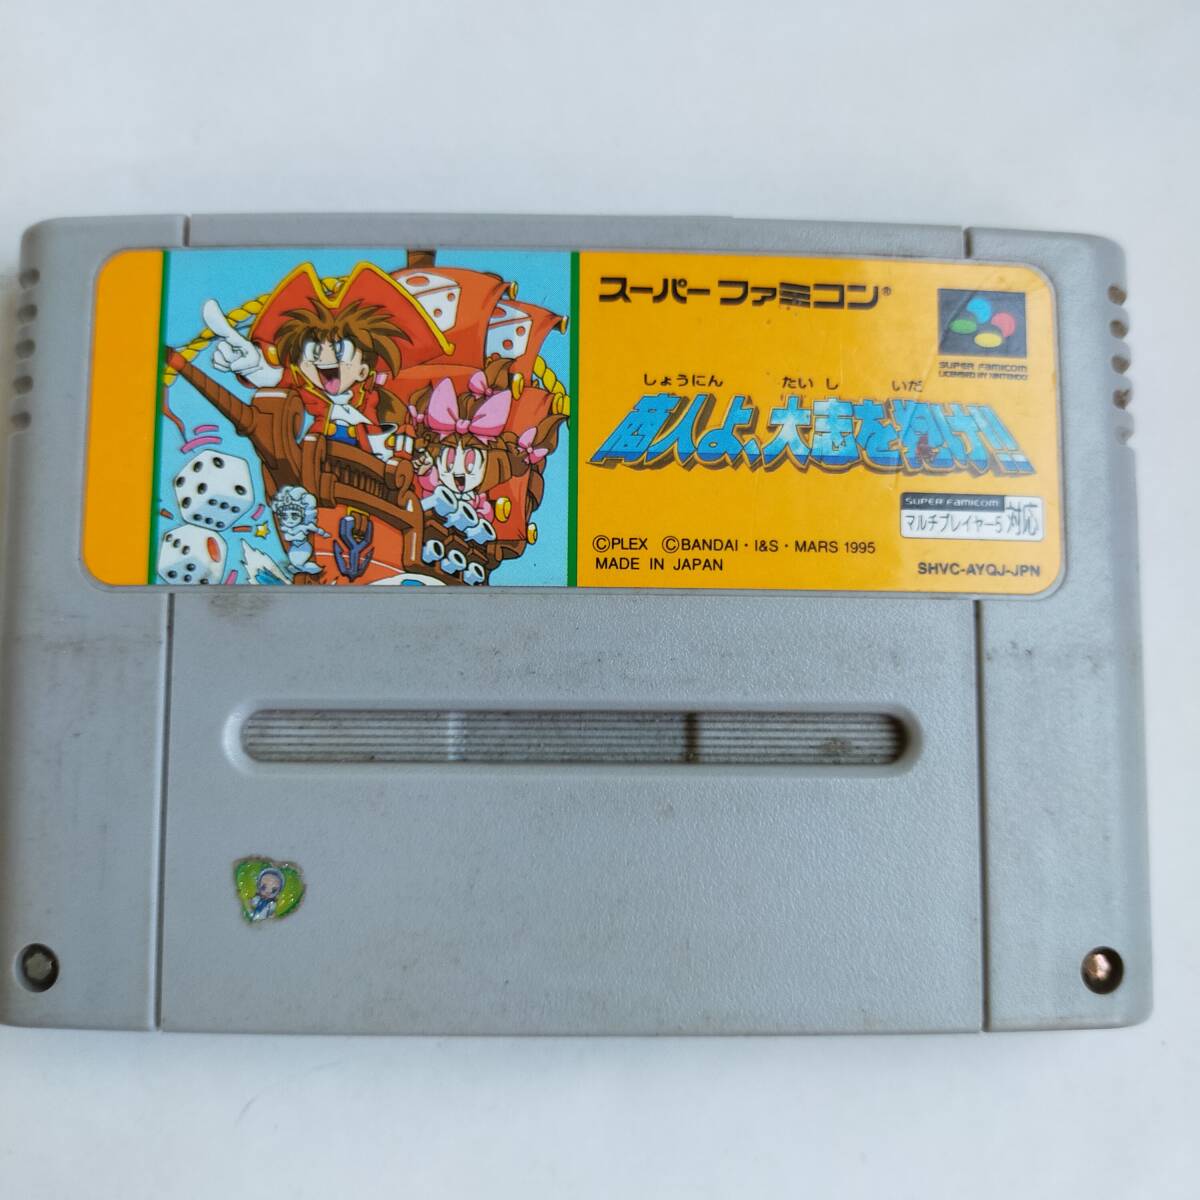 スーパーファミコン®
SUPER FAMICOM
LICENSED BY NINTENDO
しょうにん たいし いだ
商人よ、大志を抱け!!
SUPER FAMICOM
マルチプレイヤー5対応
©PLEX ©BANDAI・I&S・MARS 1995
MADE IN JAPAN
SHVC-AYQJ-JPN